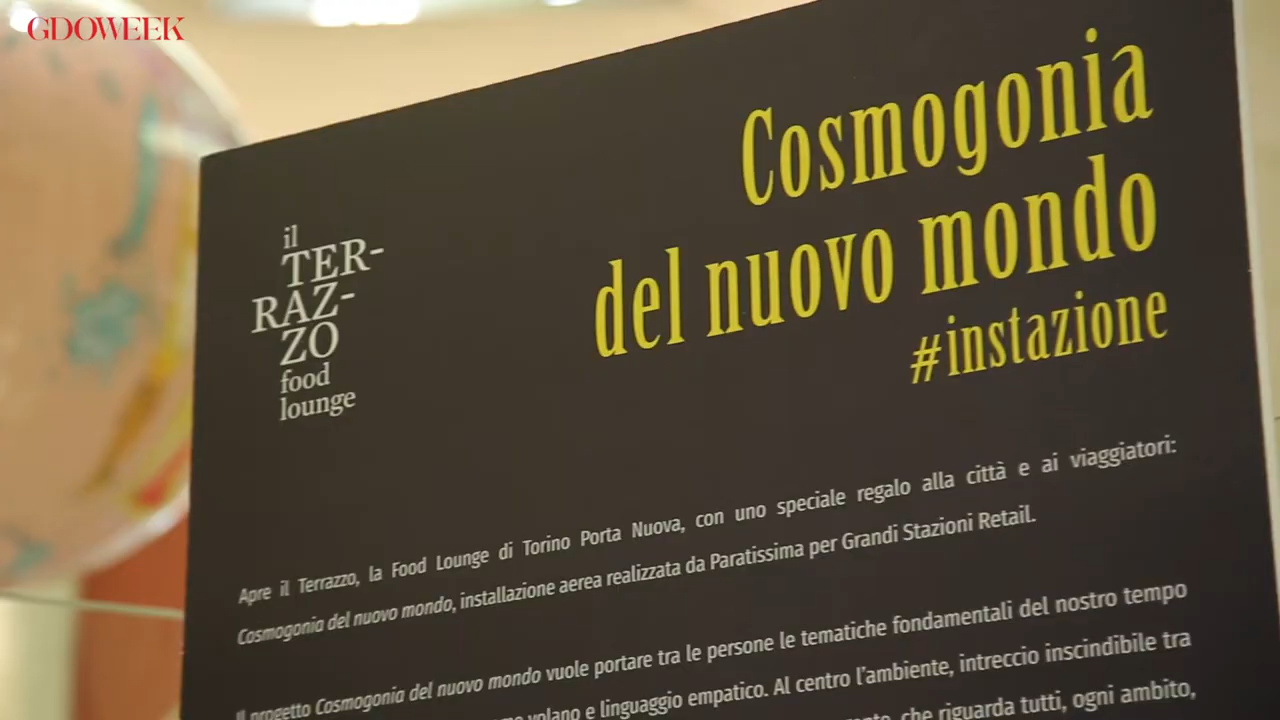 GDOWEEK
Cosmogonia
del nuovo mondo
#instazione
il
TER-
RAZ-
ZO
food
lounge
Apre il Terrazzo, la Food Lounge di Torino Porta Nuova, con uno speciale regalo alla città e ai viaggiatori:
Cosmogonia del nuovo mondo, installazione aerea realizzata da Paratissima per Grandi Stazioni Retail.
Il progetto Cosmogonia del nuovo mondo vuole portare tra le persone le tematiche fondamentali del nostro tempo
volano e linguaggio empatico. Al centro l'ambiente, intreccio inscindibile tra
che riguarda tutti, ogni ambito,